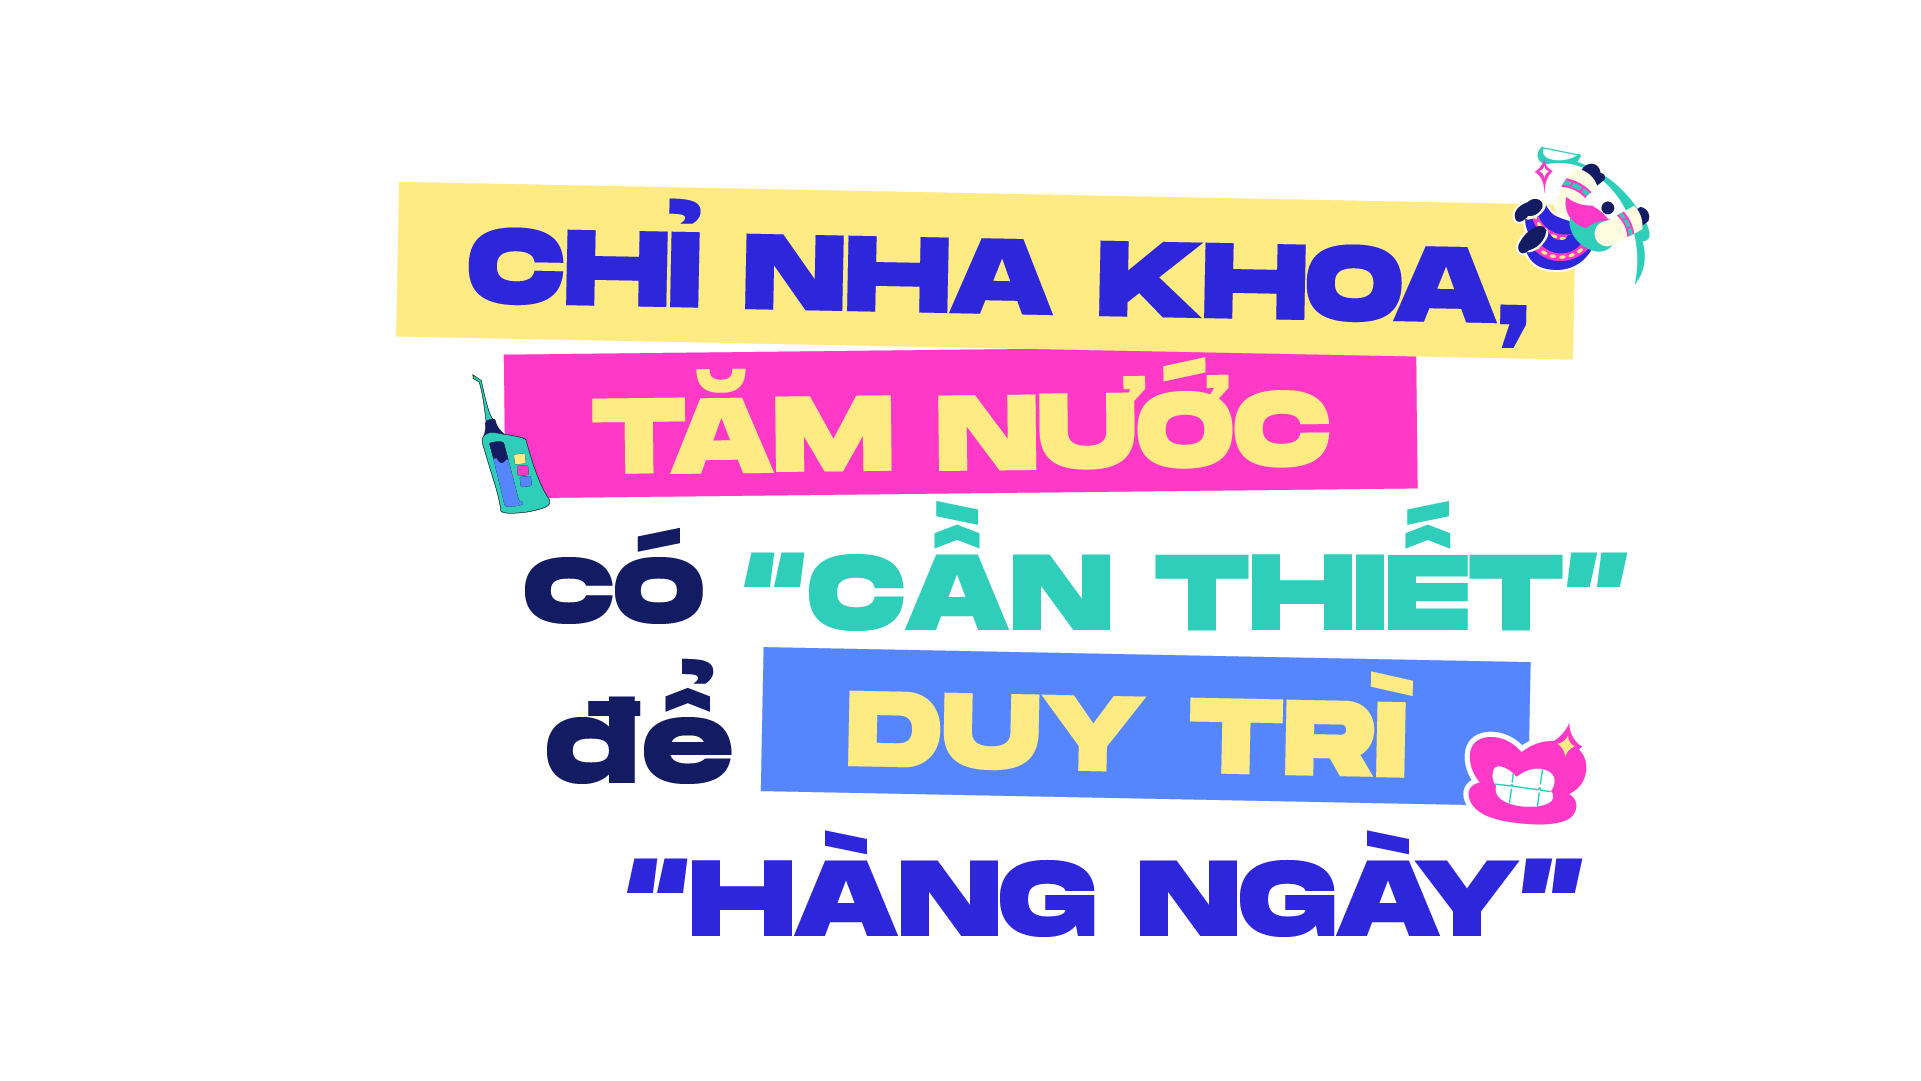 CHỈ NHA KHOA,
TĂM NƯỚC
CÓ "CẦN THIẾT"
để DUY TRÌ
"HÀNG NGÀY"